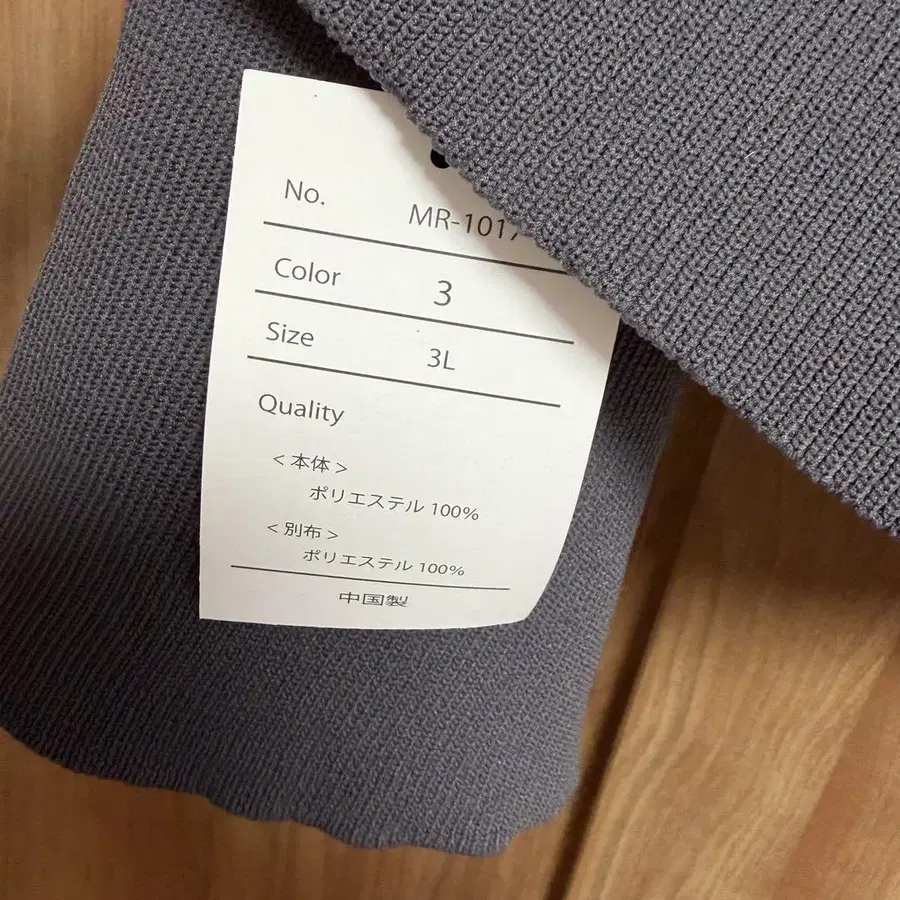 No. MR-1017
Color 3
Size 3L
Quality
< 本体 >
ポリエステル 100%
< 別布 >
ポリエステル 100%
中国製